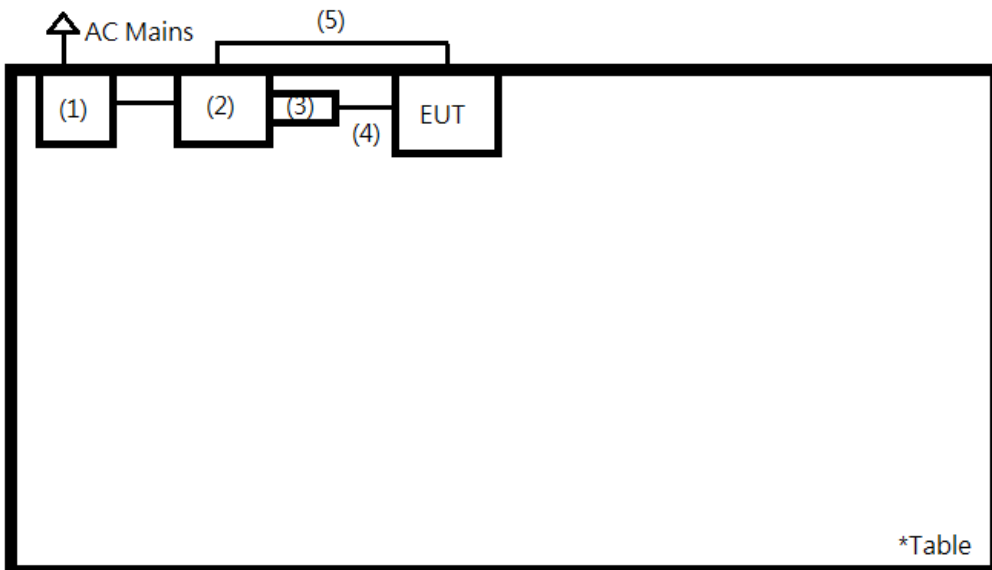 (5)
AC Mains
(1)
(2)
(3)
(4)
EUT
*Table